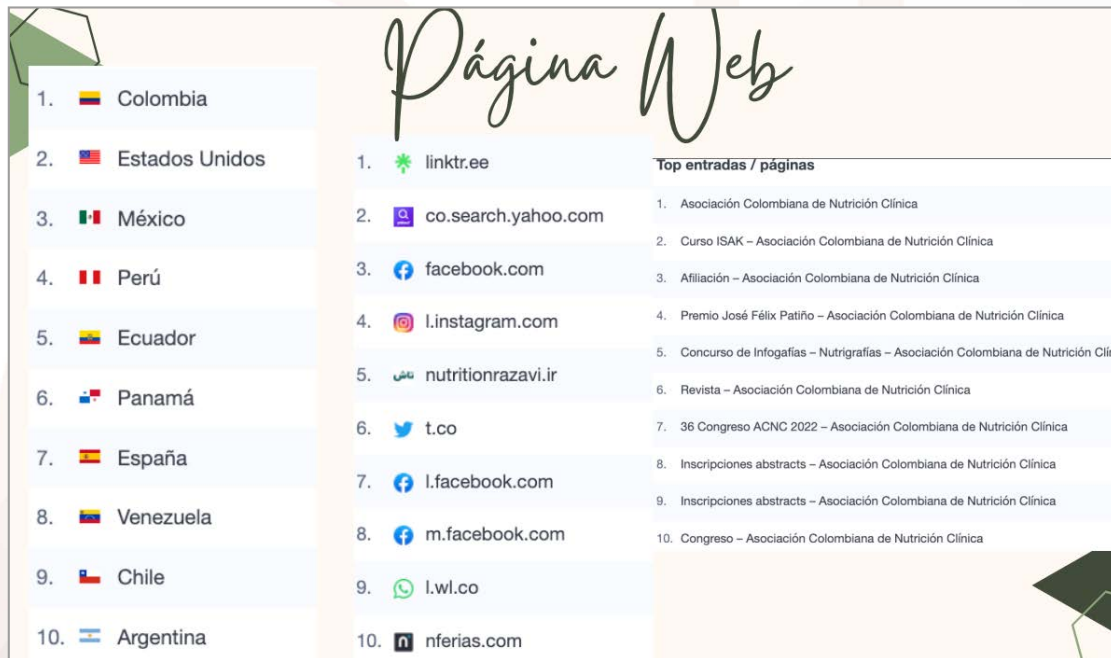 Página Web
1. Colombia
2. Estados Unidos
3. México
4. Perú
5. Ecuador
6. Panamá
7. España
8. Venezuela
9. Chile
10. Argentina
1. linktr.ee
2. co.search.yahoo.com
3. facebook.com
4. l.instagram.com
5. nutritionrazavi.ir
6. t.co
7. l.facebook.com
8. m.facebook.com
9. l.wl.co
10. nferias.com
Top entradas / páginas
1. Asociación Colombiana de Nutrición Clínica
2. Curso ISAK – Asociación Colombiana de Nutrición Clínica
3. Afiliación – Asociación Colombiana de Nutrición Clínica
4. Premio José Félix Patiño – Asociación Colombiana de Nutrición Clínica
5. Concurso de Infogafías – Nutrigrafías – Asociación Colombiana de Nutrición Clí
6. Revista – Asociación Colombiana de Nutrición Clínica
7. 36 Congreso ACNC 2022 – Asociación Colombiana de Nutrición Clínica
8. Inscripciones abstracts – Asociación Colombiana de Nutrición Clínica
9. Inscripciones abstracts – Asociación Colombiana de Nutrición Clínica
10. Congreso – Asociación Colombiana de Nutrición Clínica